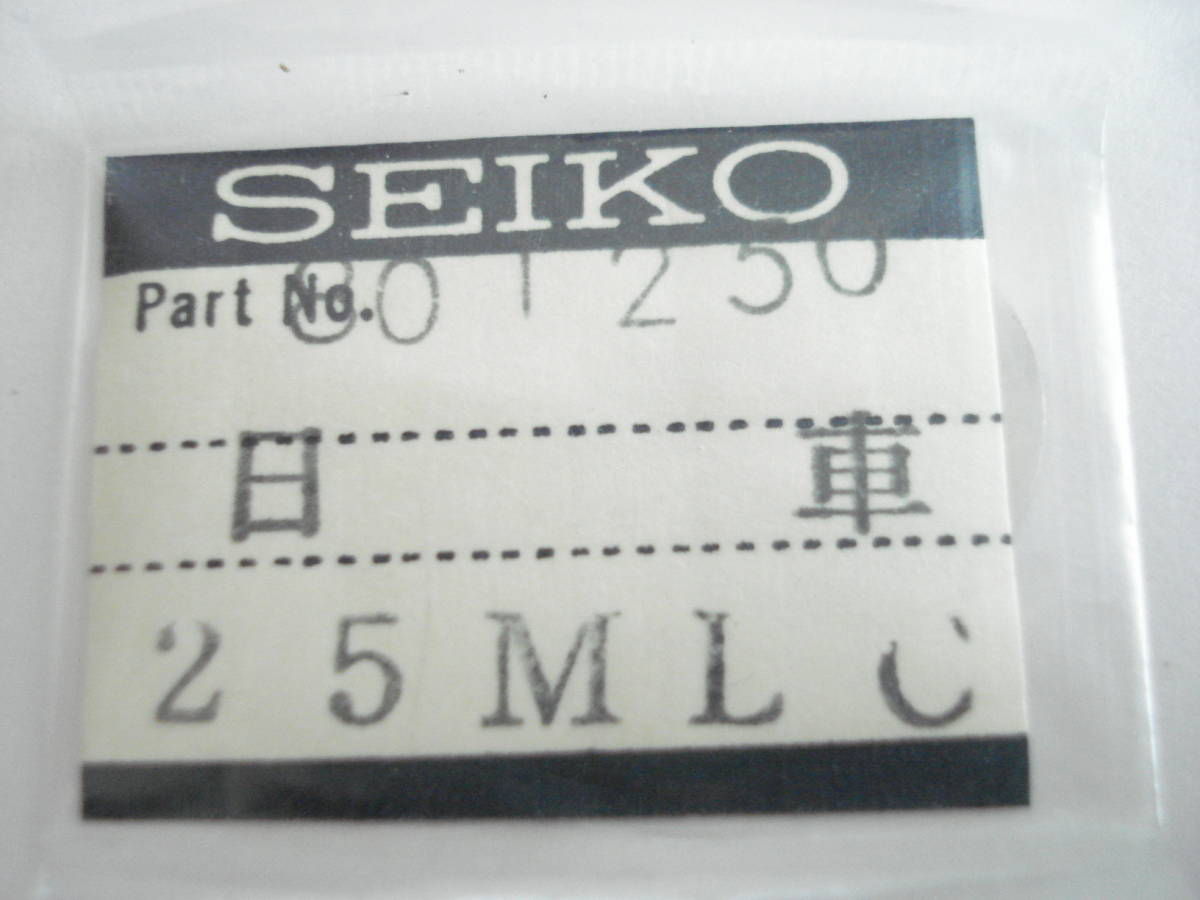 SEIKO
Part No. 801250
日 車
25MLC